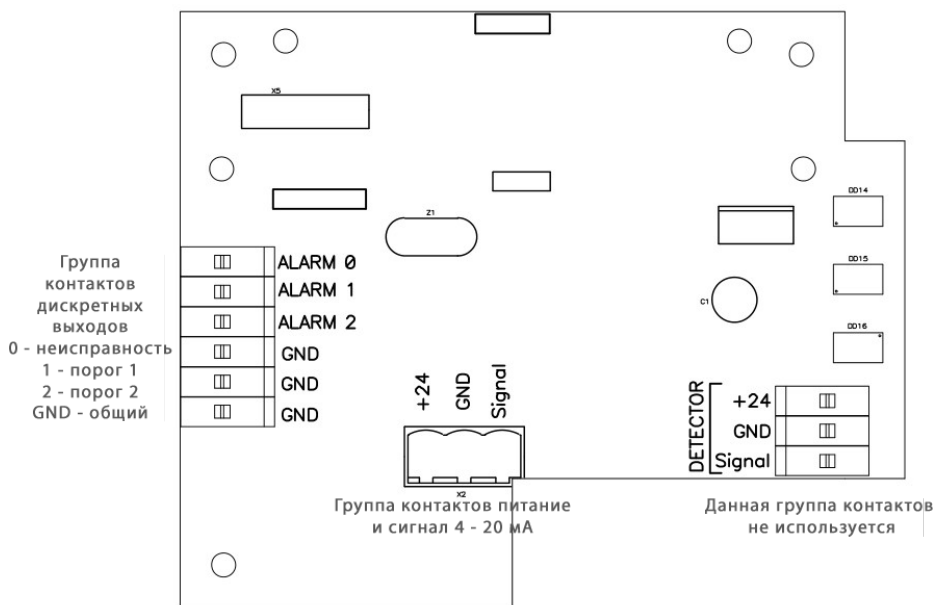 X5
Z1
DD14
DD15
C1
DD16
Группа
контактов
дискретных
выходов
0 - неисправность
1 - порог 1
2 - порог 2
GND - общий
ALARM 0
ALARM 1
ALARM 2
GND
GND
GND
+24
GND
Signal
X2
Группа контактов питание
и сигнал 4 - 20 мА
DETECTOR
+24
GND
Signal
Данная группа контактов
не используется